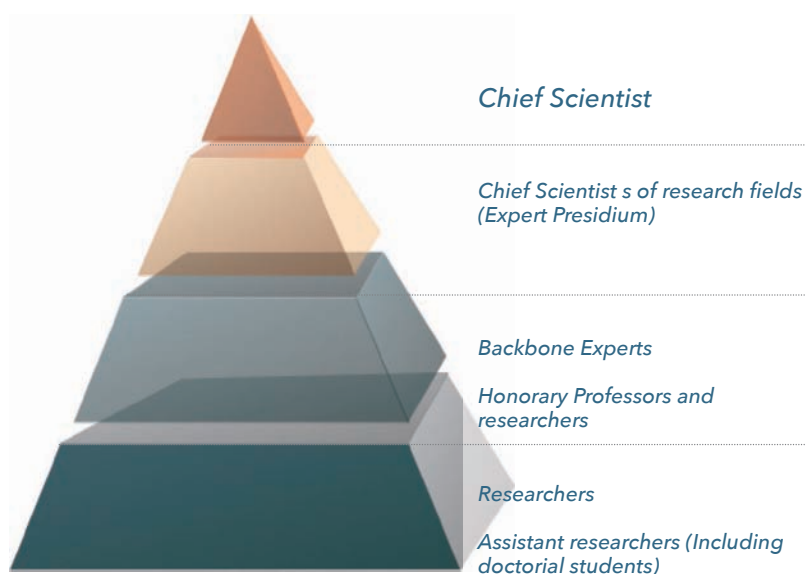 Chief Scientist
Chief Scientist s of research fields
(Expert Presidium)
Backbone Experts
Honorary Professors and
researchers
Researchers
Assistant researchers (Including
doctorial students)